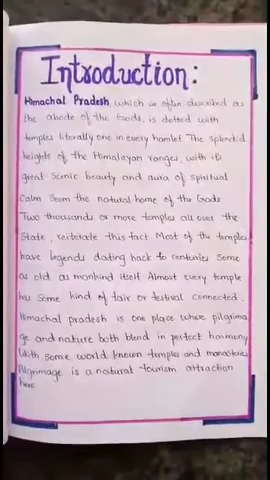 Introduction:
Himachal Pradesh, which is often described as
the abode of the Gods, is dotted with
temples literally one in every hamlet The splendid
heights of the Himalayan ranges, with its
great scenic beauty and aura of spiritual
Calm Seem the natural home of the Gods
Two thousands or more temples all over the
State, reiterate this fact Most of the temples
have legends dating back to centuries Some
as old as mankind itself Almost every temple
has some kind of fair or festival connected.
Himachal pradesh is one place where pilgrima
ge and nature both blend in perfect harmony
With some world known temples and monasteries
Pilgrimage is a natural tourism attraction
here